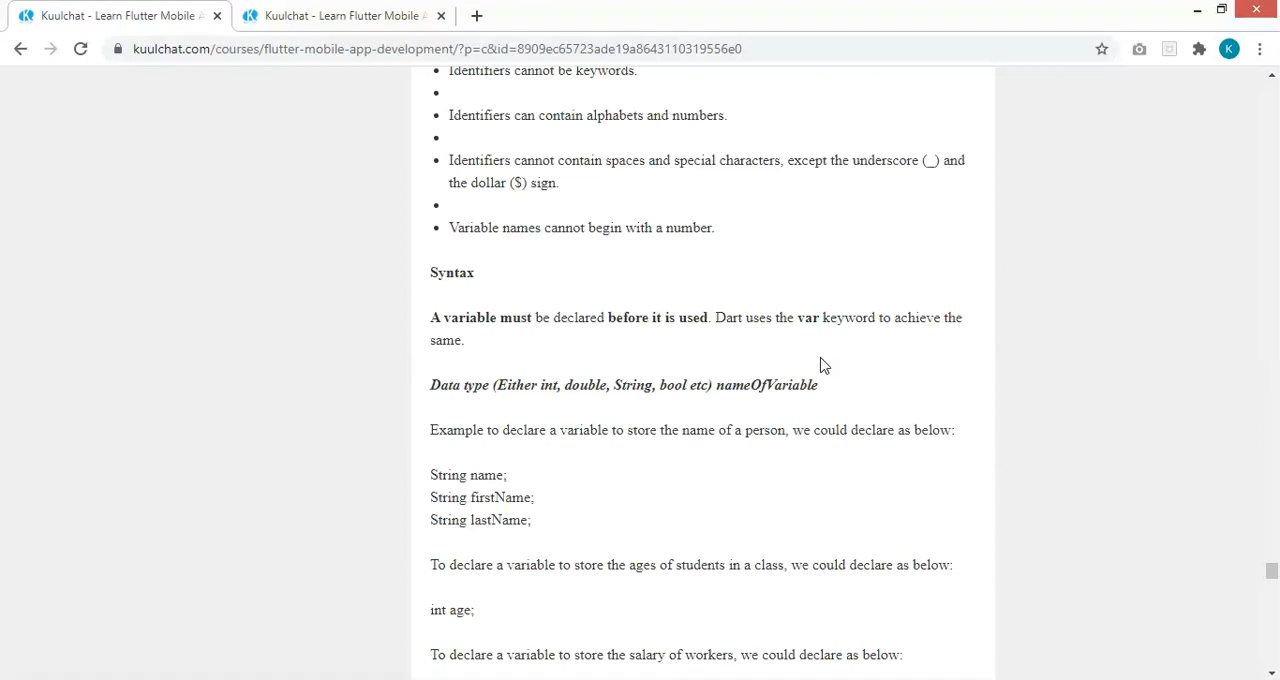 Kuulchat - Learn Flutter Mobile A
Kuulchat - Learn Flutter Mobile A
kuulchat.com/courses/flutter-mobile-app-development/?p=c&id=8909ec65723ade19a8643110319556e0
K
Identifiers cannot be keywords.
Identifiers can contain alphabets and numbers.
Identifiers cannot contain spaces and special characters, except the underscore (_) and
the dollar ($) sign.
Variable names cannot begin with a number.
Syntax
A variable must be declared before it is used. Dart uses the var keyword to achieve the
same.
Data type (Either int, double, String, bool etc) nameOfVariable
Example to declare a variable to store the name of a person, we could declare as below:
String name;
String firstName;
String lastName;
To declare a variable to store the ages of students in a class, we could declare as below:
int age;
To declare a variable to store the salary of workers, we could declare as below: